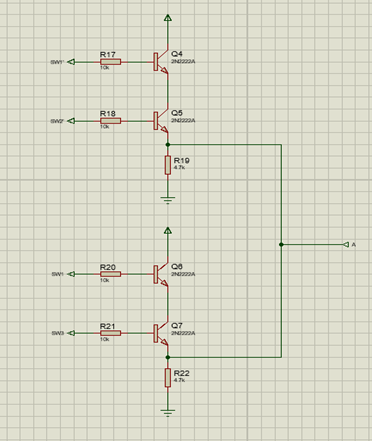 R17
Q4
SW1'
10k
2N2222A
R18
Q5
SW2'
10k
2N2222A
R19
4.7k
A
R20
Q6
SW1
10k
2N2222A
R21
Q7
SW3
10k
2N2222A
R22
4.7k